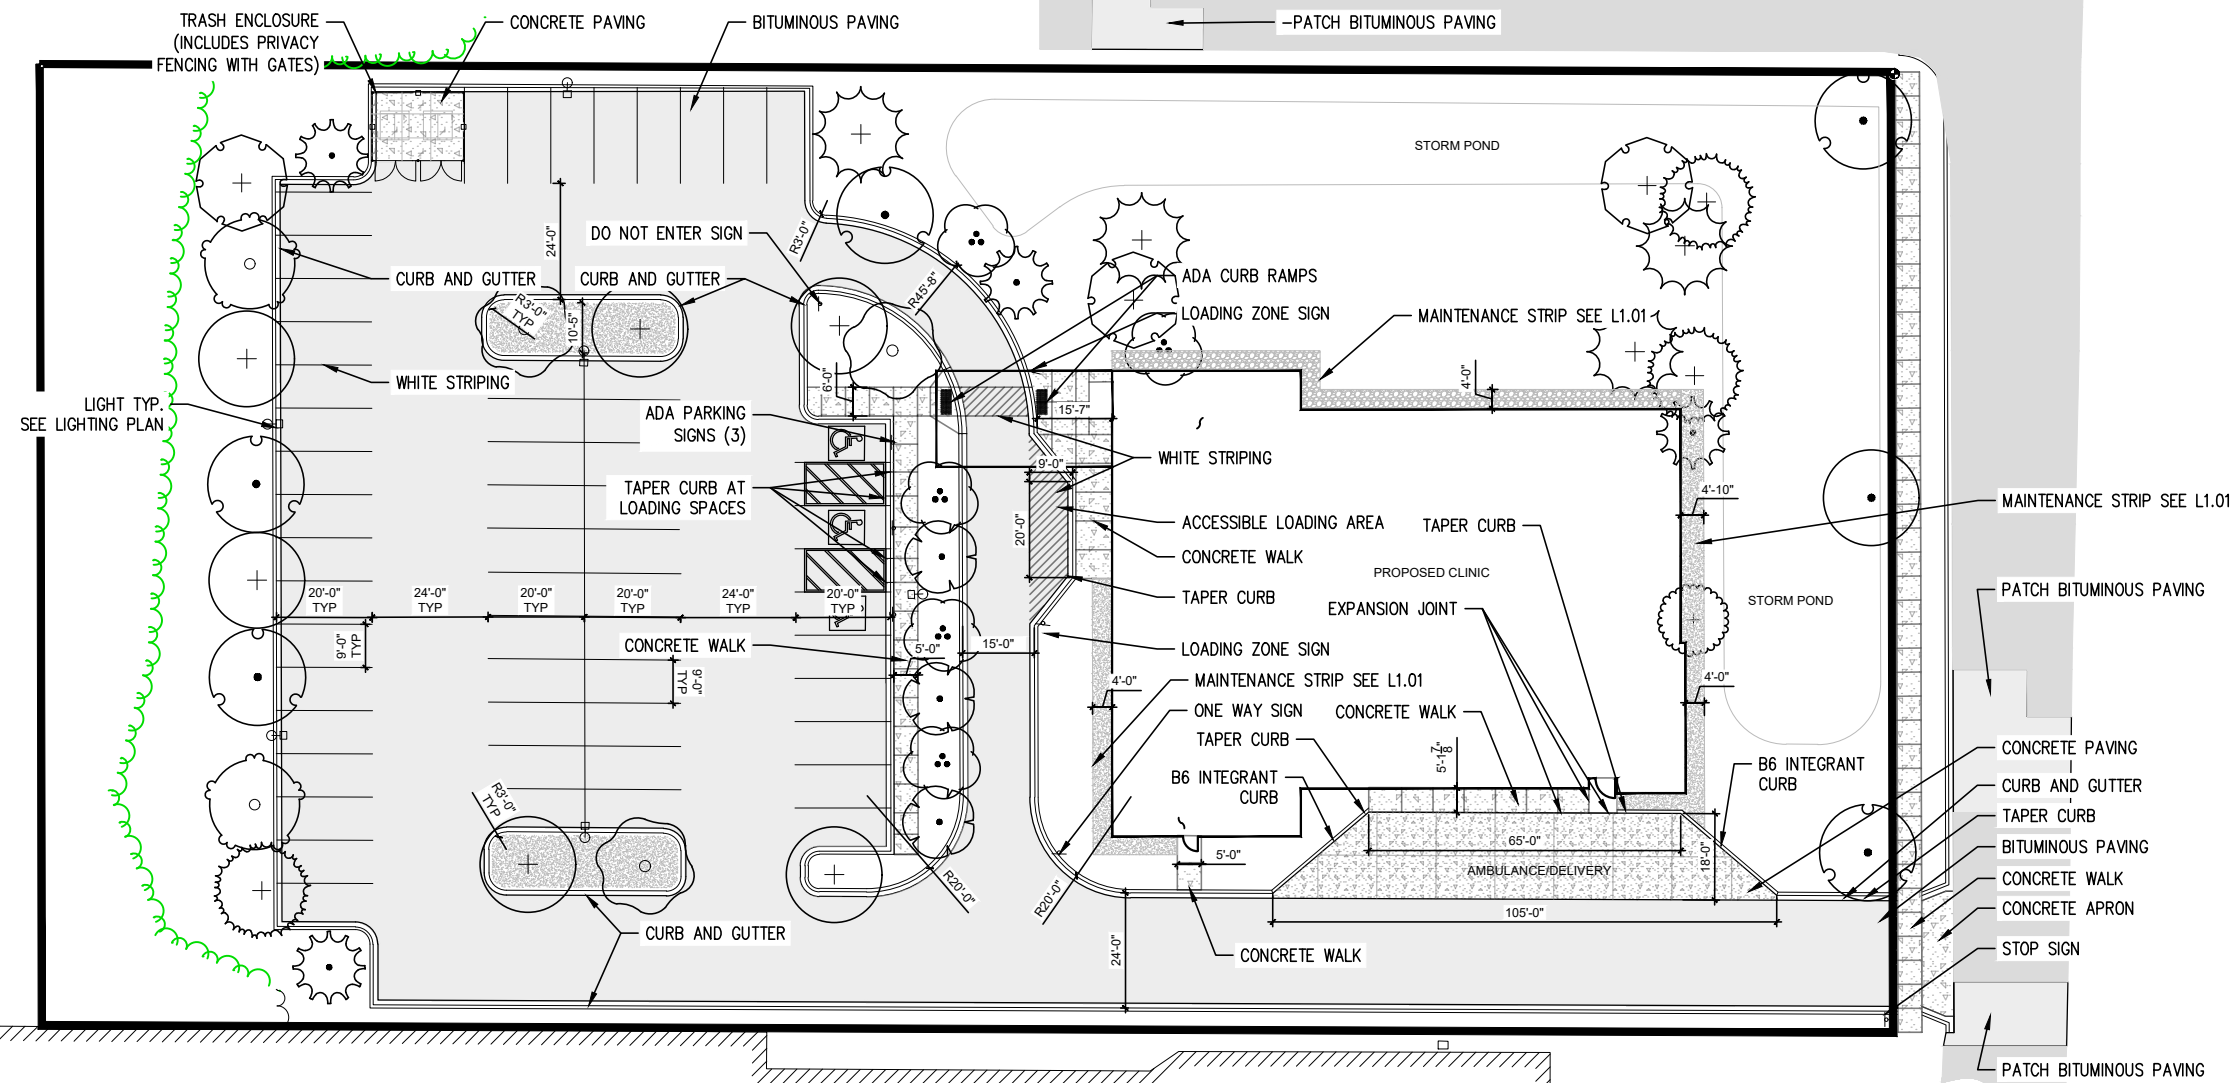 TRASH ENCLOSURE
(INCLUDES PRIVACY
FENCING WITH GATES)
CONCRETE PAVING
BITUMINOUS PAVING
-PATCH BITUMINOUS PAVING
STORM POND
DO NOT ENTER SIGN
R3'-0"
24'-0"
CURB AND GUTTER
CURB AND GUTTER
R45'-8"
ADA CURB RAMPS
LOADING ZONE SIGN
MAINTENANCE STRIP SEE L1.01
R3'-0"
TYP
10'-5"
WHITE STRIPING
6'-0"
4'-0"
LIGHT TYP.
SEE LIGHTING PLAN
ADA PARKING
SIGNS (3)
15'-7"
WHITE STRIPING
9'-0"
TAPER CURB AT
LOADING SPACES
4'-10"
MAINTENANCE STRIP SEE L1.01
ACCESSIBLE LOADING AREA
TAPER CURB
20'-0"
CONCRETE WALK
PROPOSED CLINIC
STORM POND
PATCH BITUMINOUS PAVING
20'-0"
TYP
24'-0"
TYP
20'-0"
TYP
20'-0"
TYP
24'-0"
TYP
20'-0"
TYP
TAPER CURB
EXPANSION JOINT
9'-0"
TYP
CONCRETE WALK
5'-0"
15'-0"
LOADING ZONE SIGN
9'-0"
TYP
4'-0"
MAINTENANCE STRIP SEE L1.01
4'-0"
ONE WAY SIGN
CONCRETE WALK
TAPER CURB
5'-1 7/8"
CONCRETE PAVING
B6 INTEGRANT
CURB
B6 INTEGRANT
CURB
CURB AND GUTTER
R3'-0"
TYP
TAPER CURB
65'-0"
18'-0"
BITUMINOUS PAVING
5'-0"
AMBULANCE/DELIVERY
CONCRETE WALK
R20'-0"
R20'-0"
105'-0"
CONCRETE APRON
CURB AND GUTTER
24'-0"
CONCRETE WALK
STOP SIGN
PATCH BITUMINOUS PAVING